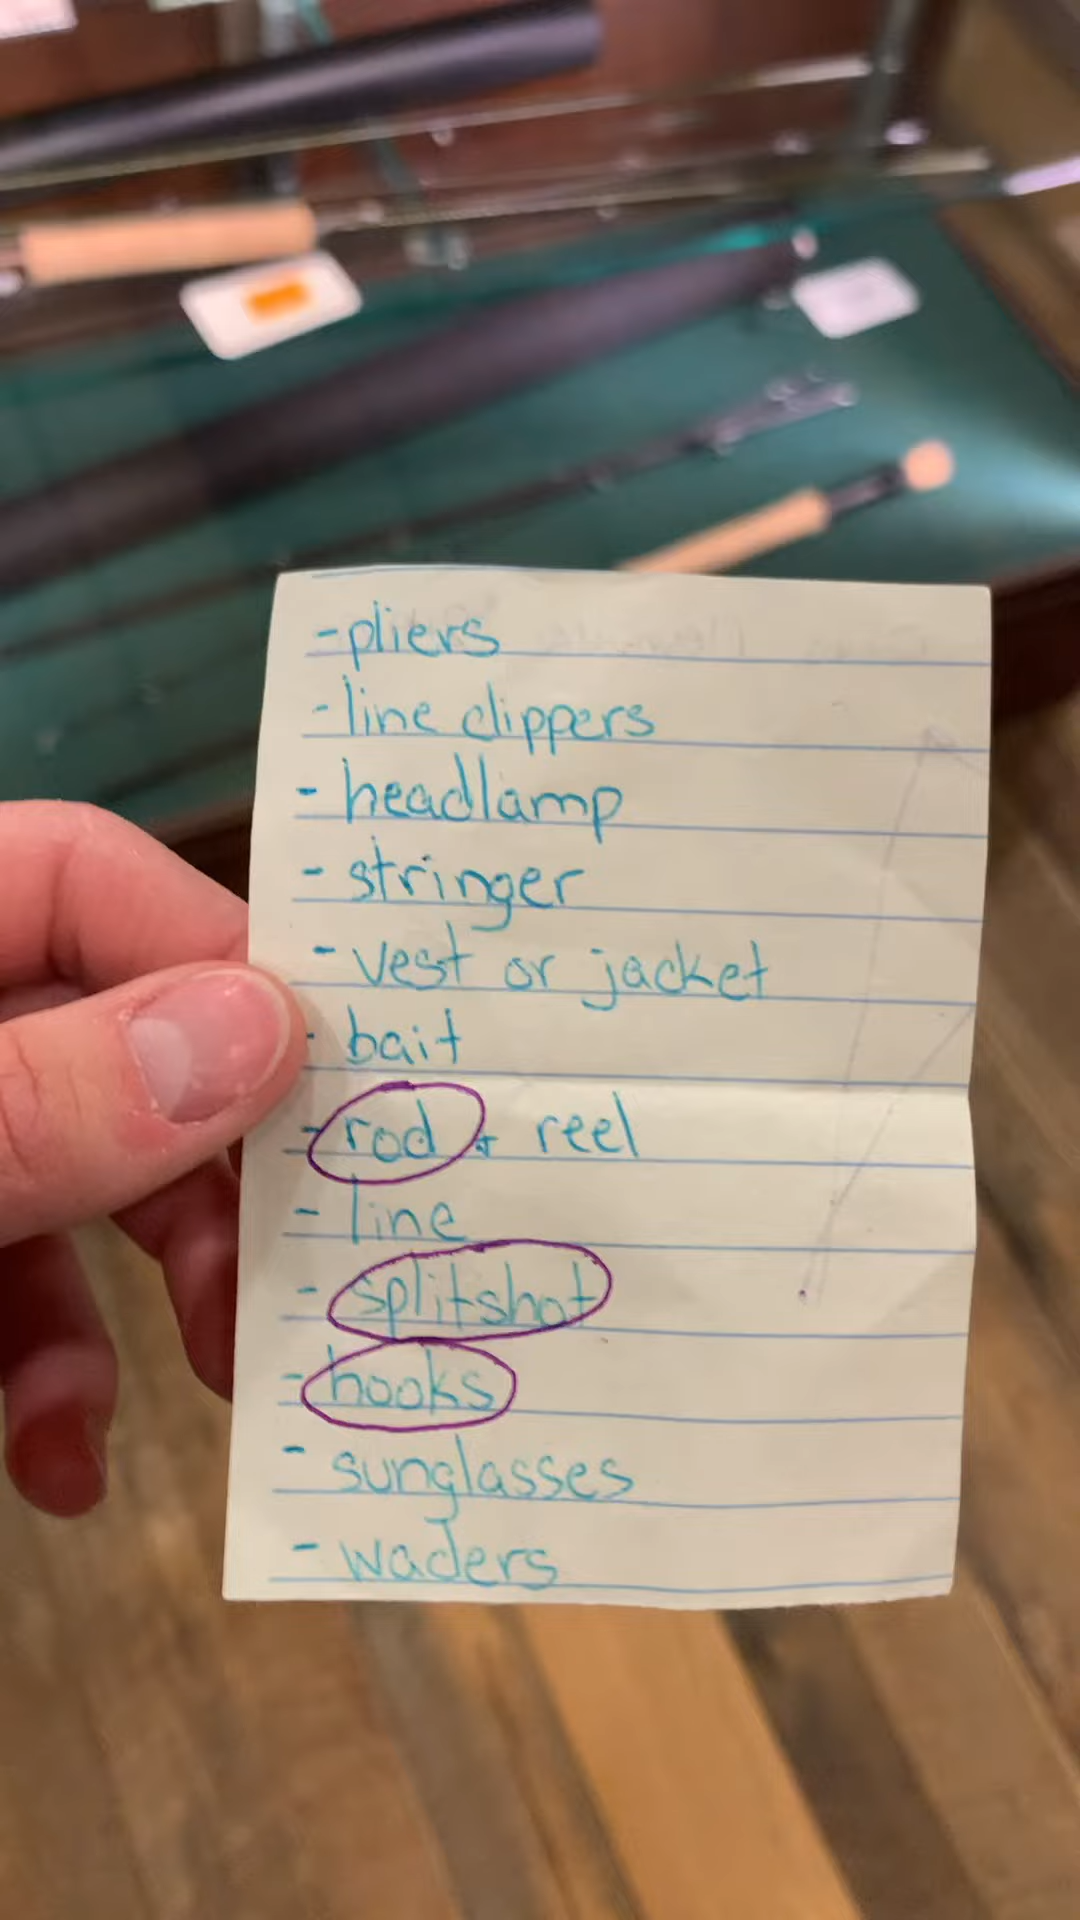 - pliers
- line clippers
- headlamp
- stringer
- vest or jacket
- bait
- rod + reel
- line
- splitshot
- hooks
- sunglasses
- waders